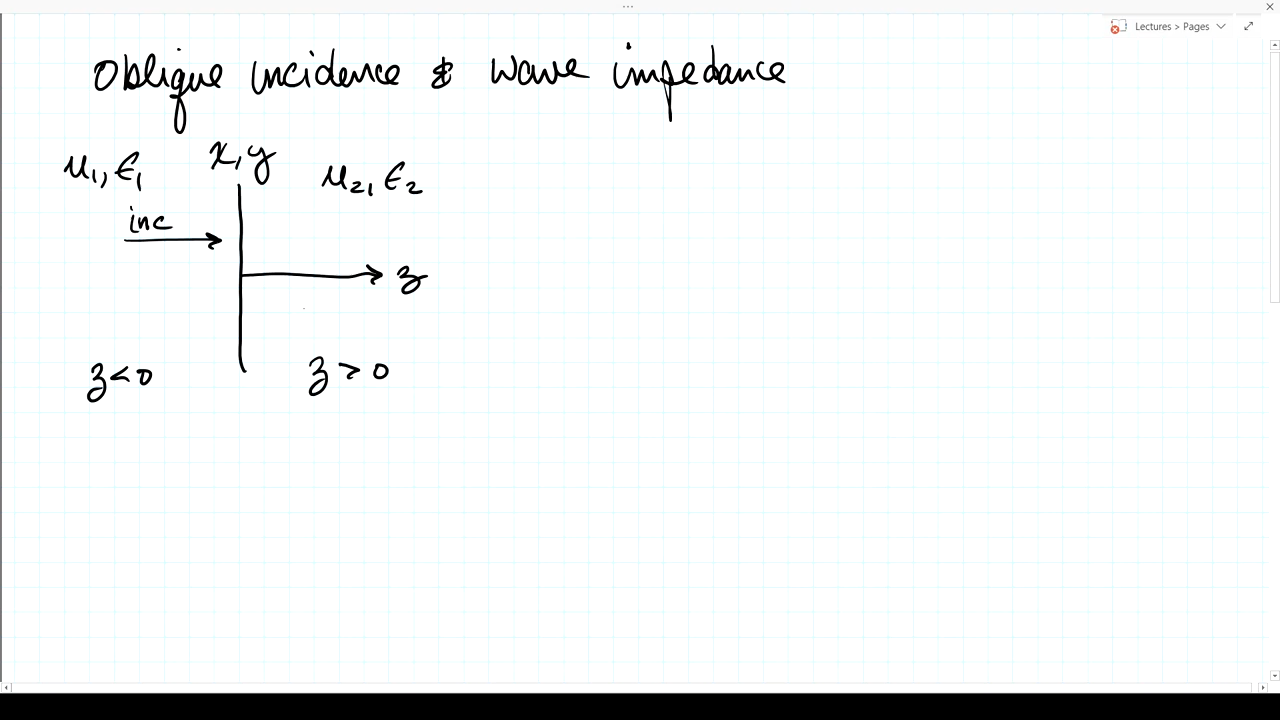 Lectures > Pages
Oblique incidence & wave impedance
μ₁, ε₁ x, y μ₂, ε₂
inc
z
z < 0 z > 0